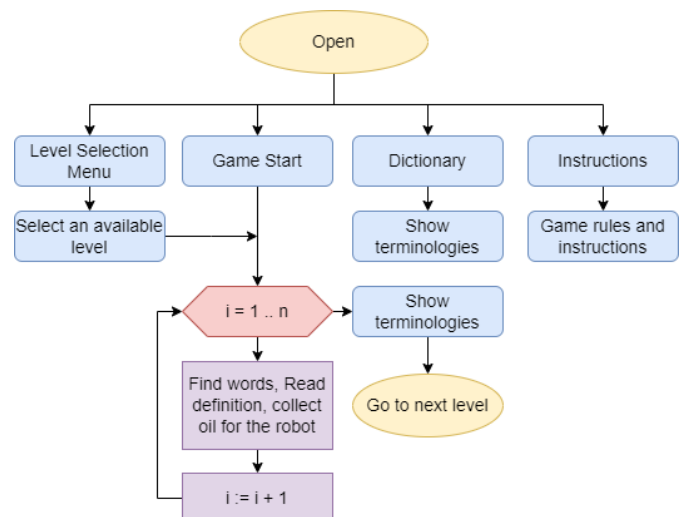 Open
Level Selection
Menu
Game Start
Dictionary
Instructions
Select an available
level
Show
terminologies
Game rules and
instructions
i = 1 .. n
Show
terminologies
Find words, Read
definition, collect
oil for the robot
Go to next level
i := i + 1